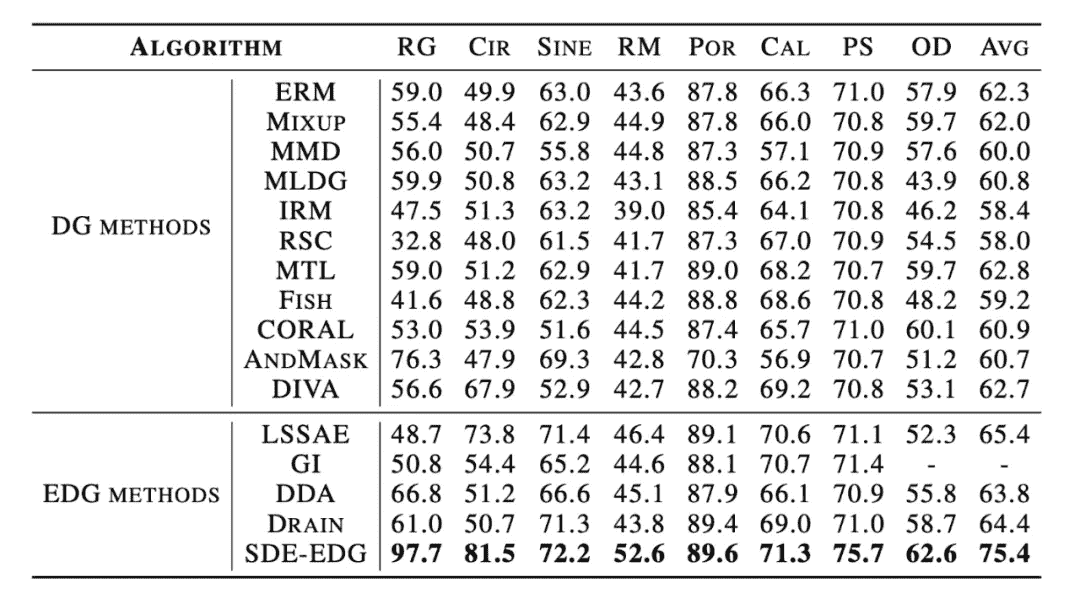 ALGORITHM RG CIR SINE RM POR CAL PS OD AVG
ERM 59.0 49.9 63.0 43.6 87.8 66.3 71.0 57.9 62.3
MIXUP 55.4 48.4 62.9 44.9 87.8 66.0 70.8 59.7 62.0
MMD 56.0 50.7 55.8 44.8 87.3 57.1 70.9 57.6 60.0
MLDG 59.9 50.8 63.2 43.1 88.5 66.2 70.8 43.9 60.8
DG METHODS IRM 47.5 51.3 63.2 39.0 85.4 64.1 70.8 46.2 58.4
RSC 32.8 48.0 61.5 41.7 87.3 67.0 70.9 54.5 58.0
MTL 59.0 51.2 62.9 41.7 89.0 68.2 70.7 59.7 62.8
FISH 41.6 48.8 62.3 44.2 88.8 68.6 70.8 48.2 59.2
CORAL 53.0 53.9 51.6 44.5 87.4 65.7 71.0 60.1 60.9
ANDMASK 76.3 47.9 69.3 42.8 70.3 56.9 70.7 51.2 60.7
DIVA 56.6 67.9 52.9 42.7 88.2 69.2 70.8 53.1 62.7
LSSAE 48.7 73.8 71.4 46.4 89.1 70.6 71.1 52.3 65.4
GI 50.8 54.4 65.2 44.6 88.1 70.7 71.4 - -
EDG METHODS DDA 66.8 51.2 66.6 45.1 87.9 66.1 70.9 55.8 63.8
DRAIN 61.0 50.7 71.3 43.8 89.4 69.0 71.0 58.7 64.4
SDE-EDG 97.7 81.5 72.2 52.6 89.6 71.3 75.7 62.6 75.4